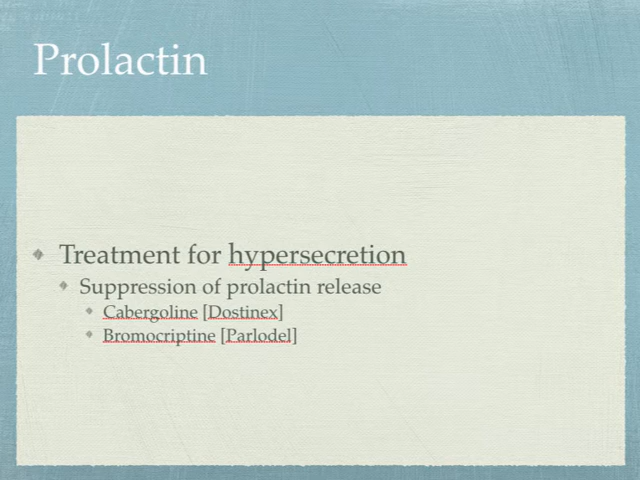 Prolactin
Treatment for hypersecretion
Suppression of prolactin release
Cabergoline [Dostinex]
Bromocriptine [Parlodel]